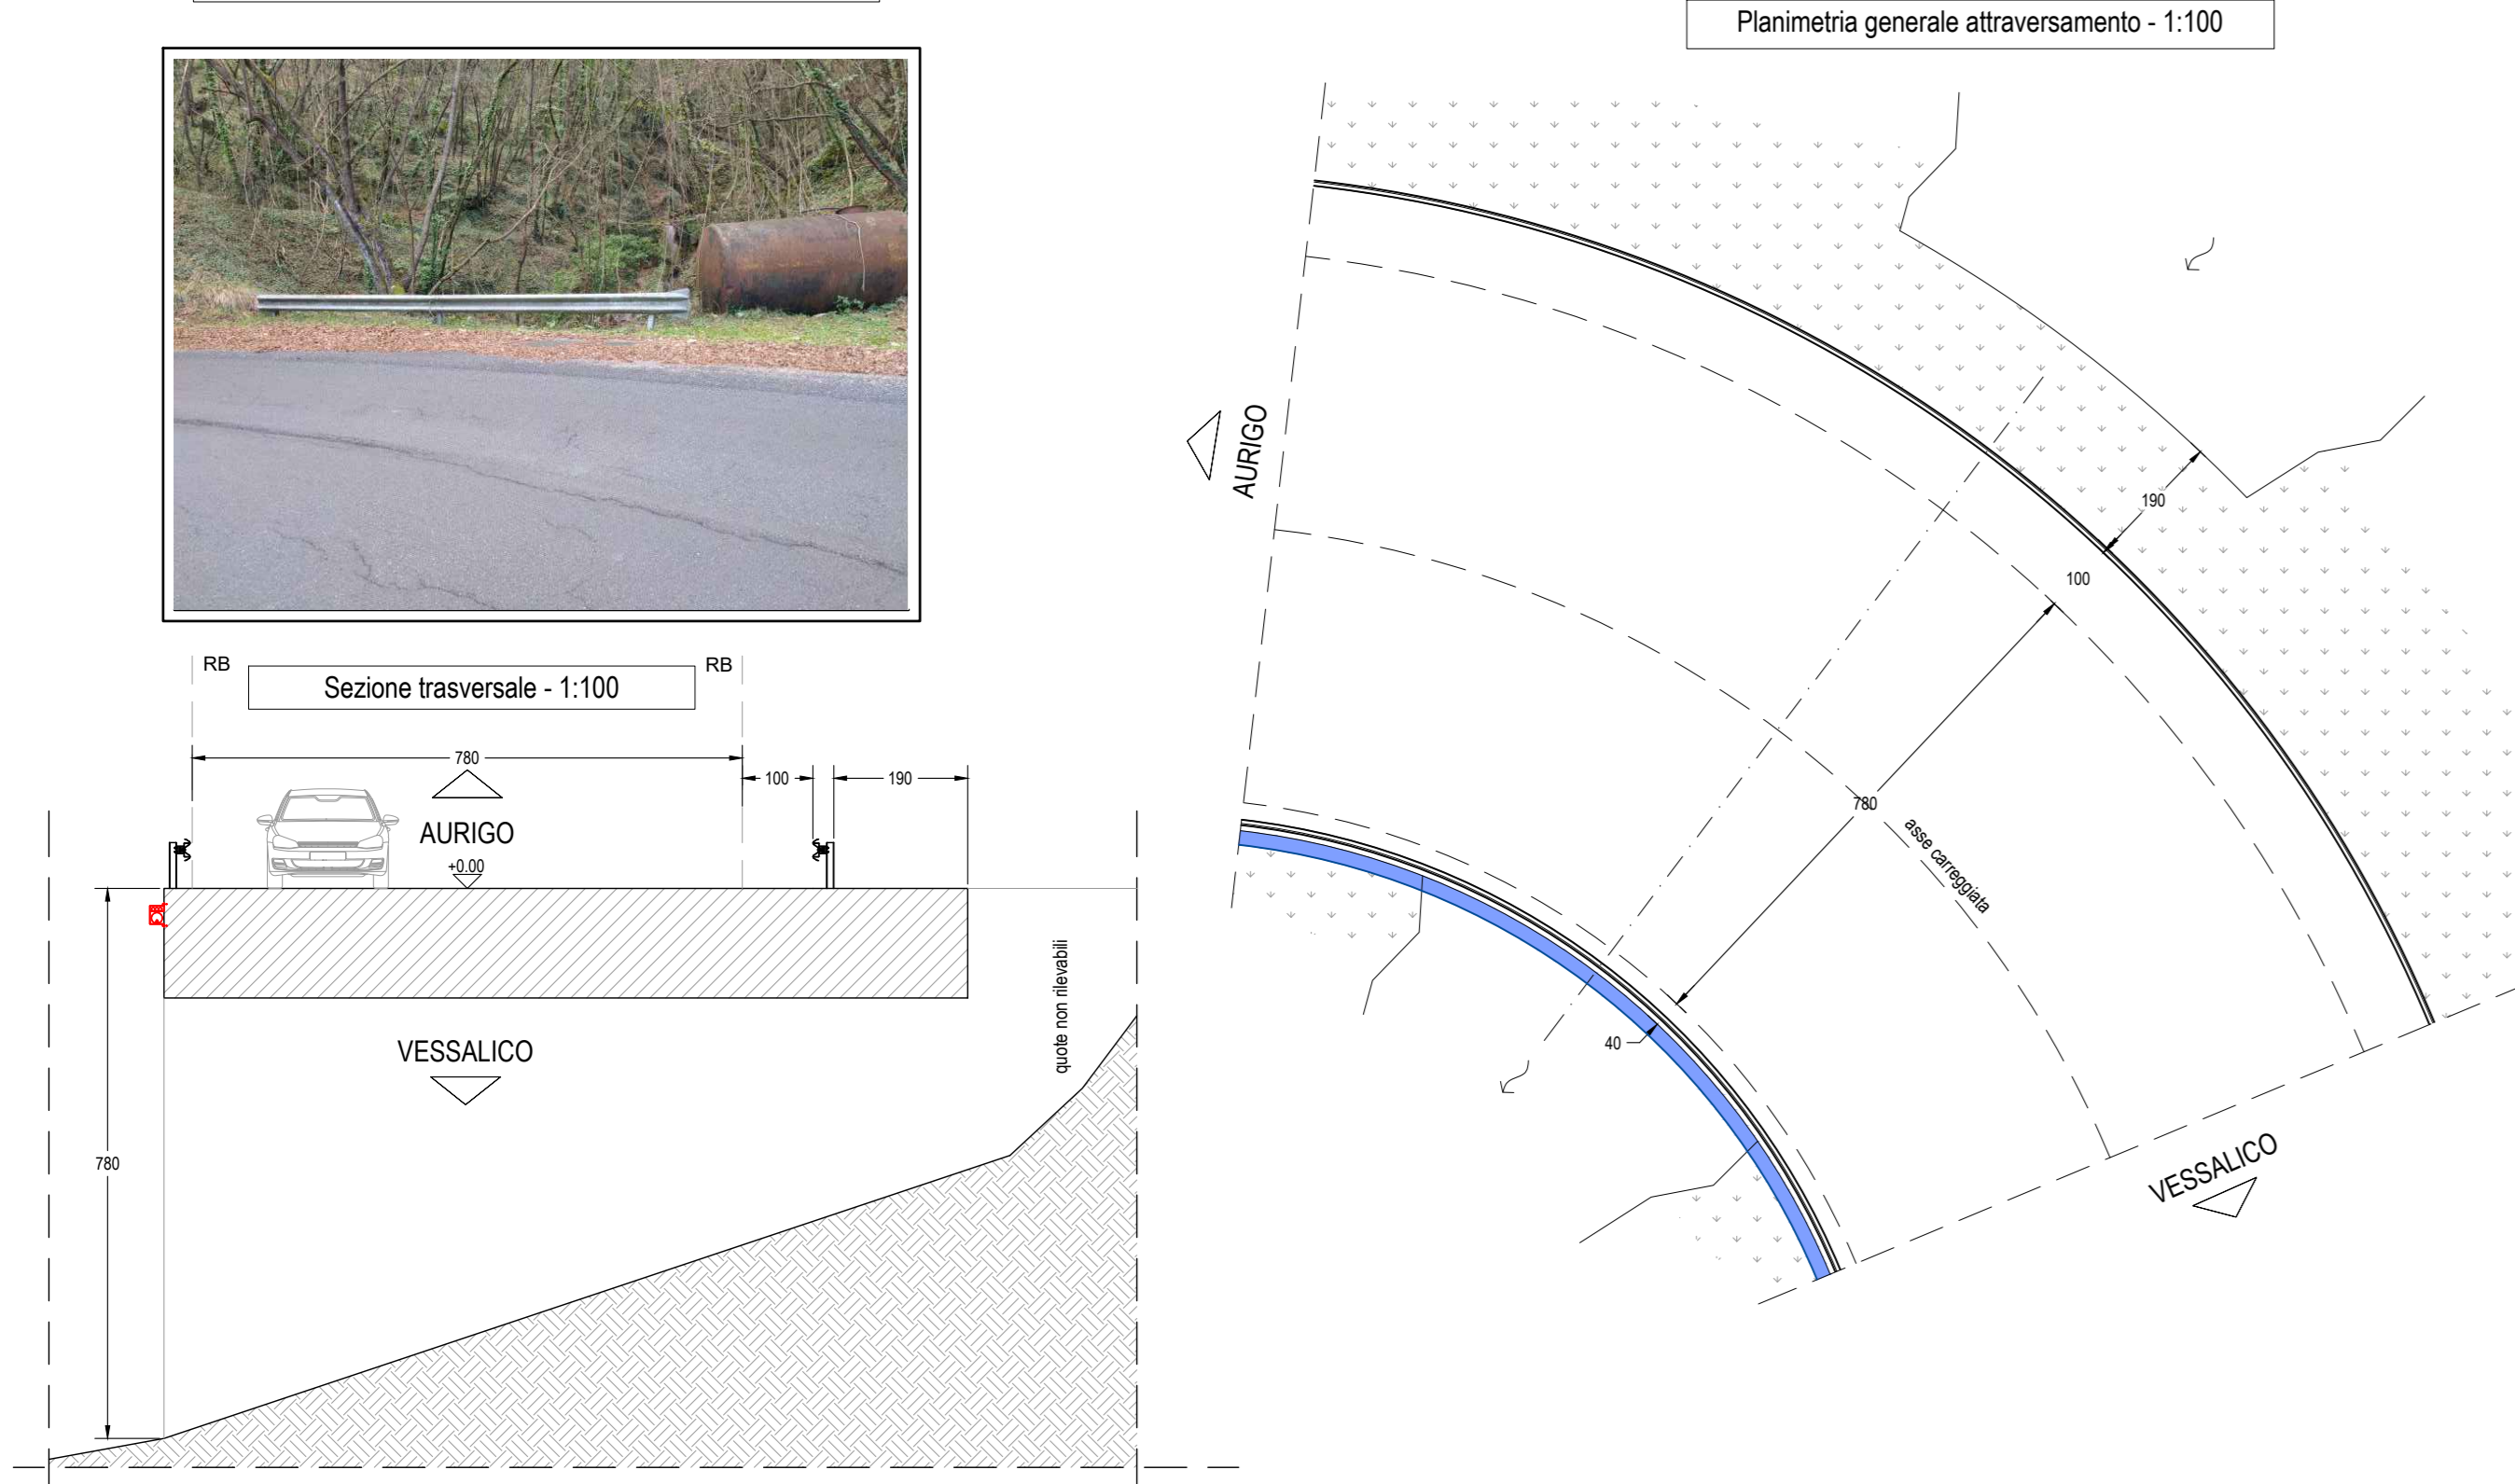 Planimetria generale attraversamento - 1:100
RB
RB
Sezione trasversale - 1:100
780
100
190
AURIGO
+0.00
quote non rilevabili
VESSALICO
780
AURIGO
190
100
780
asse carreggiata
40
VESSALICO